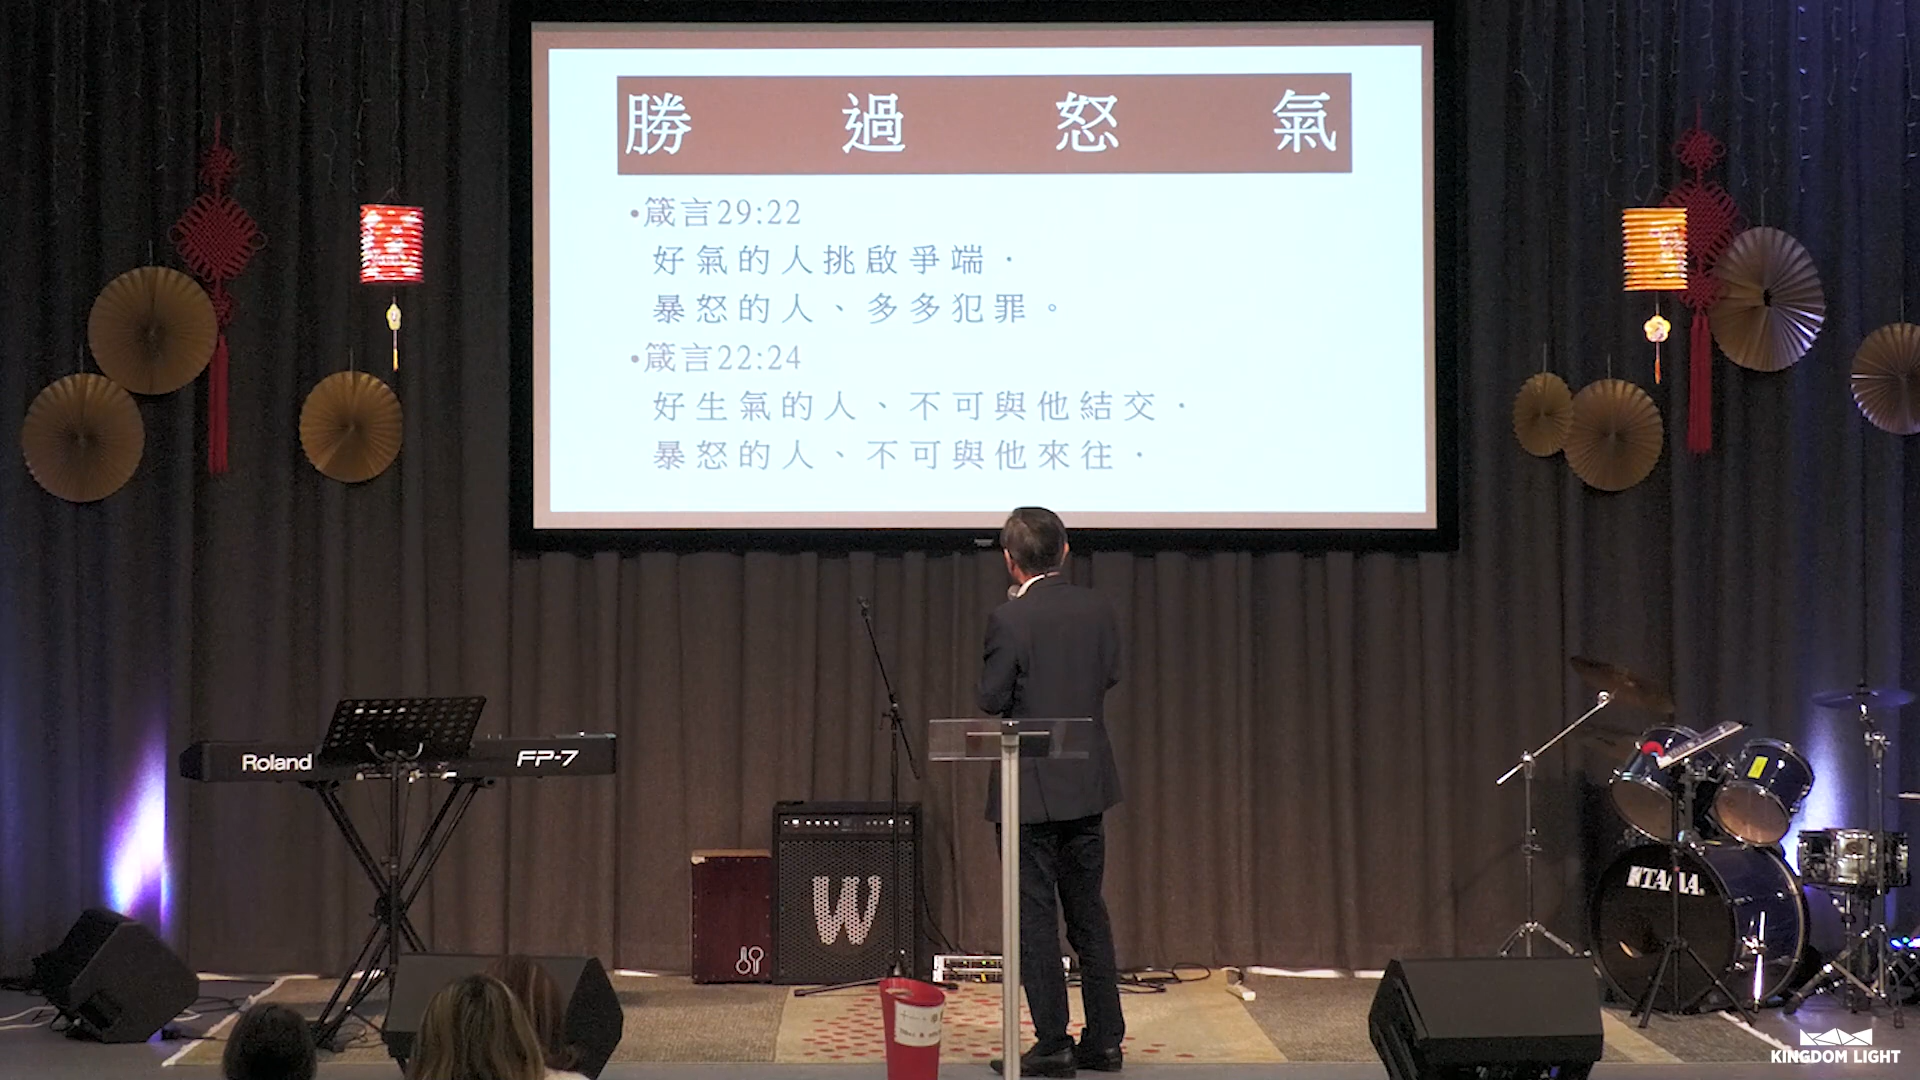 勝過怒氣
•箴言29:22
好氣的人挑啟爭端．
暴怒的人、多多犯罪。
•箴言22:24
好生氣的人、不可與他結交．
暴怒的人、不可與他來往．
Roland
FP-7
W
TAMA
KINGDOM LIGHT